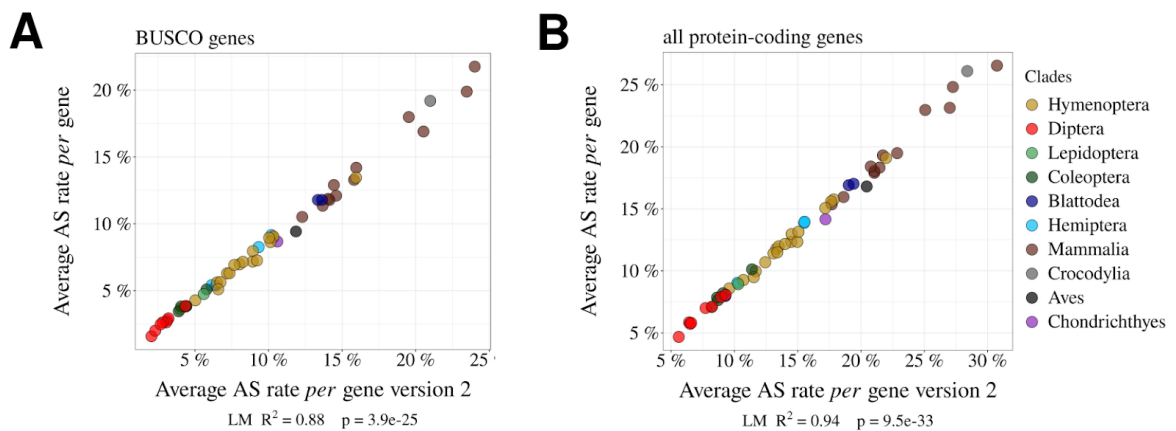 A
BUSCO genes
Average AS rate per gene
20 %
15 %
10 %
5 %
5 %
10 %
15 %
20 %
25 %
Average AS rate per gene version 2
LM R² = 0.88 p = 3.9e-25
B
all protein-coding genes
Average AS rate per gene
25 %
20 %
15 %
10 %
5 %
5 %
10 %
15 %
20 %
25 %
30 %
Average AS rate per gene version 2
LM R² = 0.94 p = 9.5e-33
Clades
Hymenoptera
Diptera
Lepidoptera
Coleoptera
Blattodea
Hemiptera
Mammalia
Crocodylia
Aves
Chondrichthyes